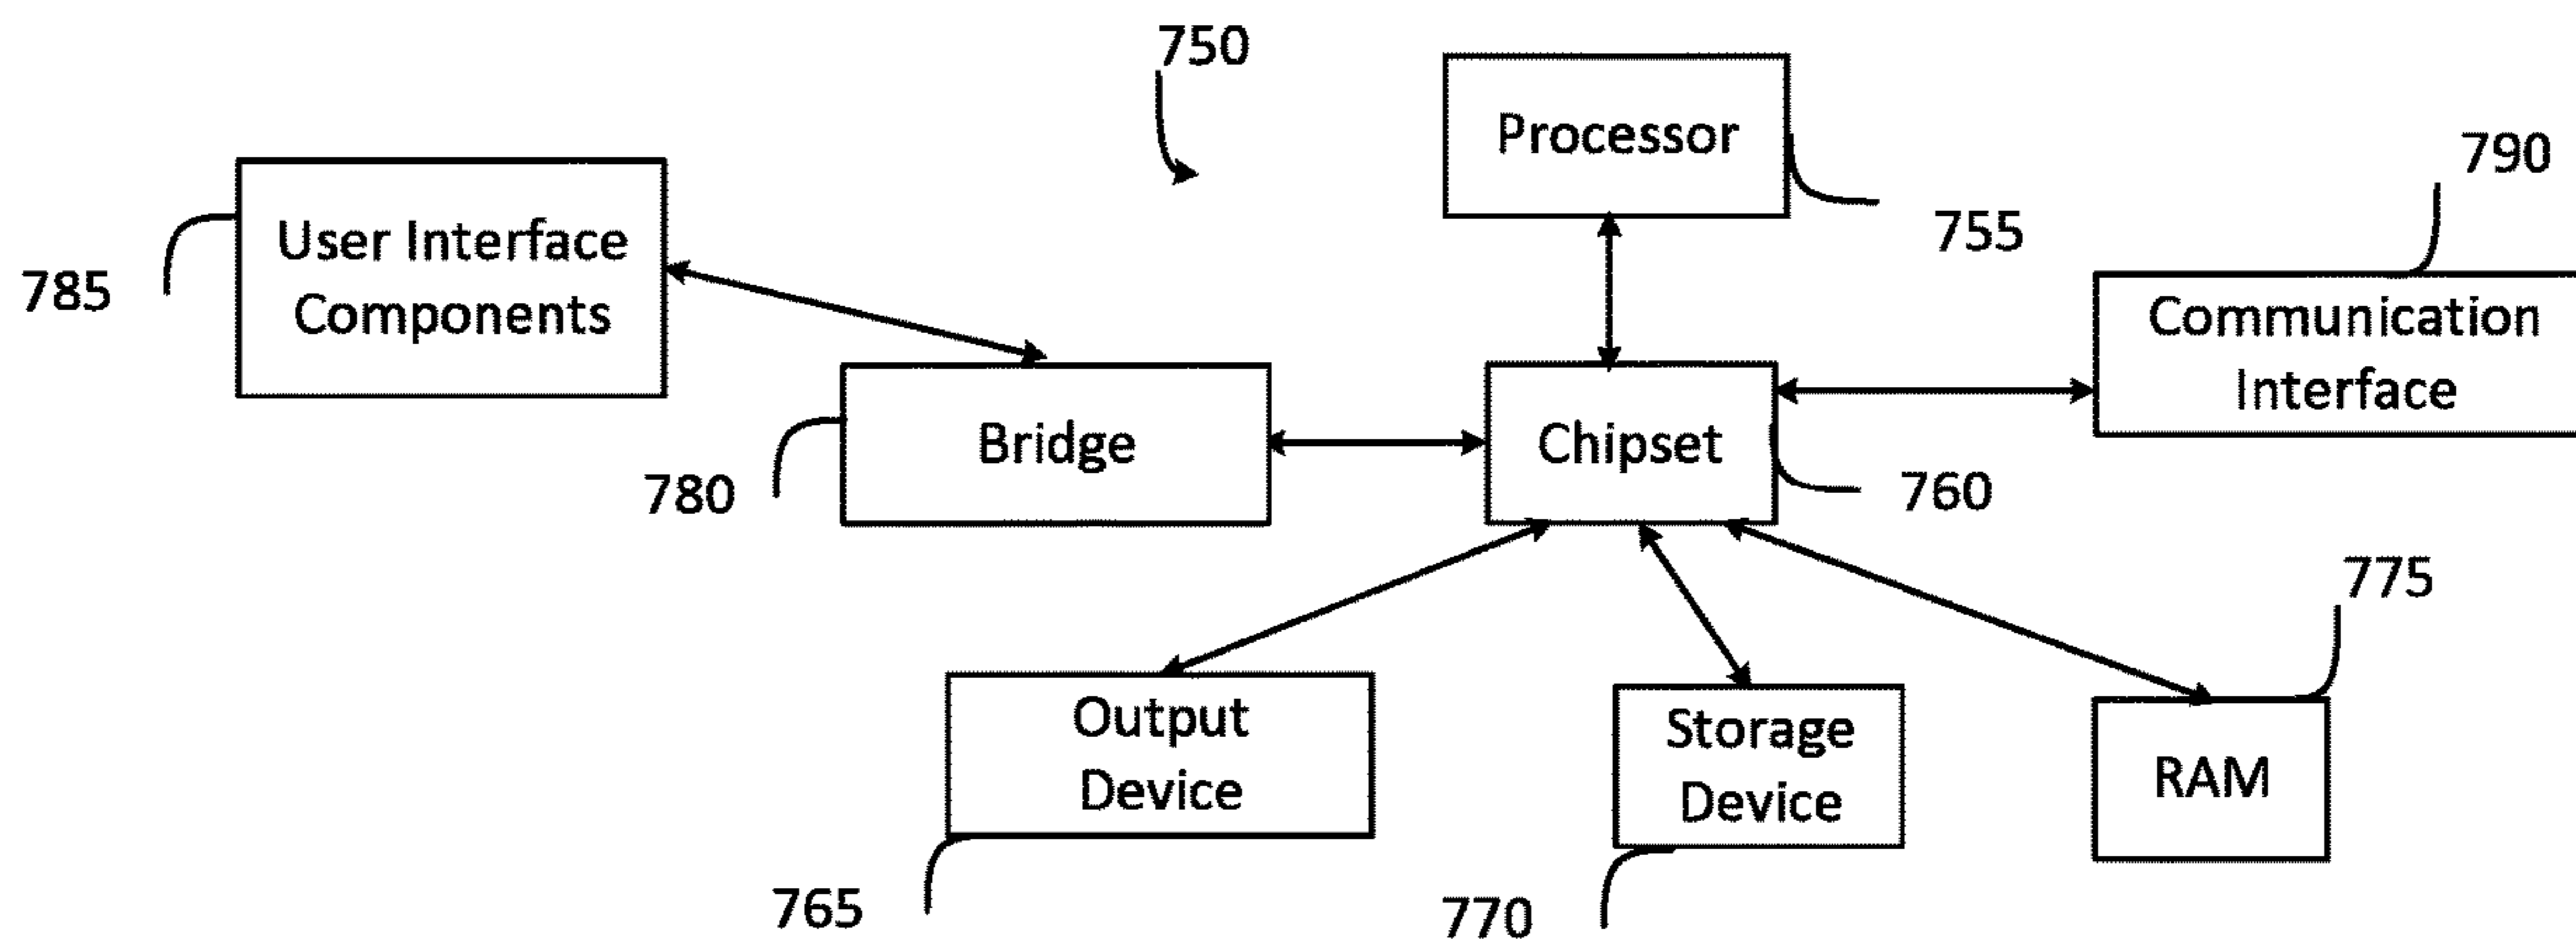 750
Processor
790
User Interface
Components
755
785
Communication
Interface
Bridge
Chipset
780
760
775
Output
Device
Storage
Device
RAM
765
770